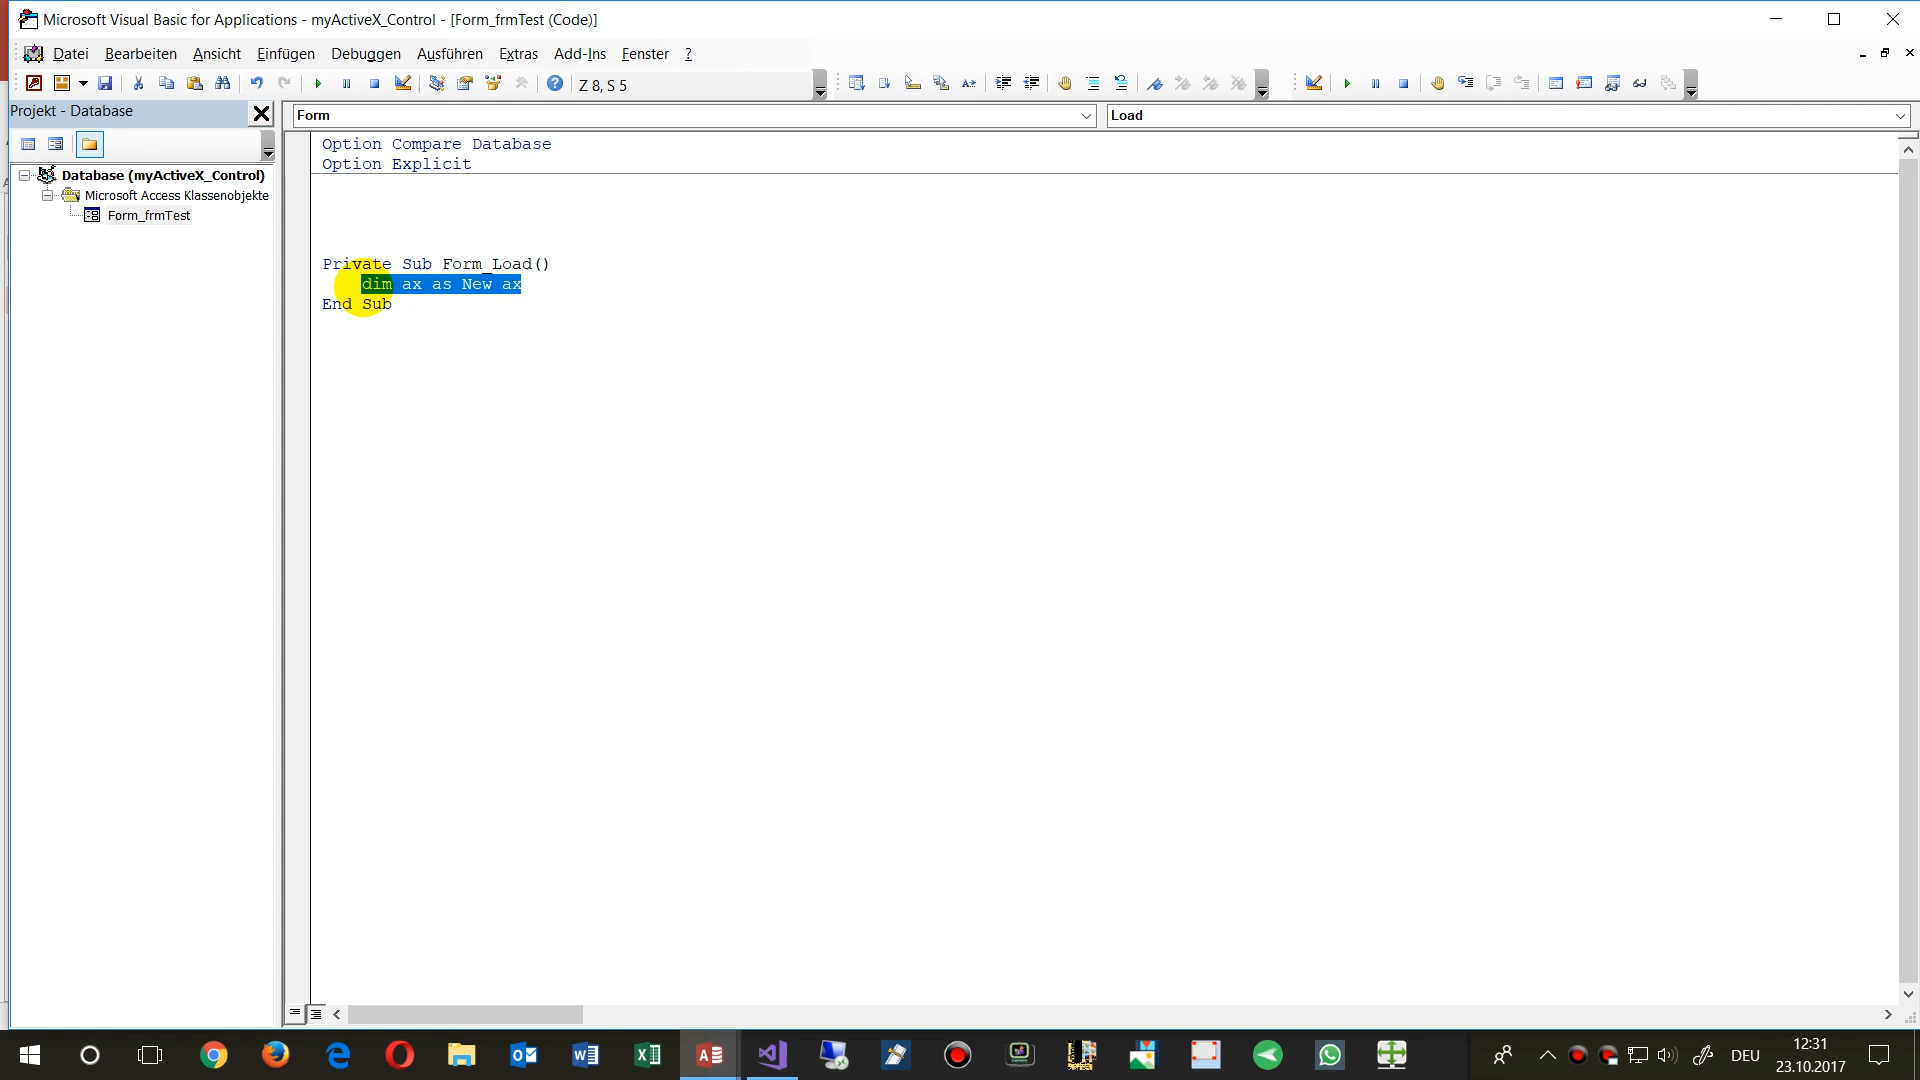 Microsoft Visual Basic for Applications - myActiveX_Control - [Form_frmTest (Code)]
Datei Bearbeiten Ansicht Einfügen Debuggen Ausführen Extras Add-Ins Fenster ?
Z 8, S 5
Projekt - Database
Form
Load
Database (myActiveX_Control)
Microsoft Access Klassenobjekte
Form_frmTest
Option Compare Database
Option Explicit
Private Sub Form_Load()
dim ax as New ax
End Sub
DEU
12:31
23.10.2017